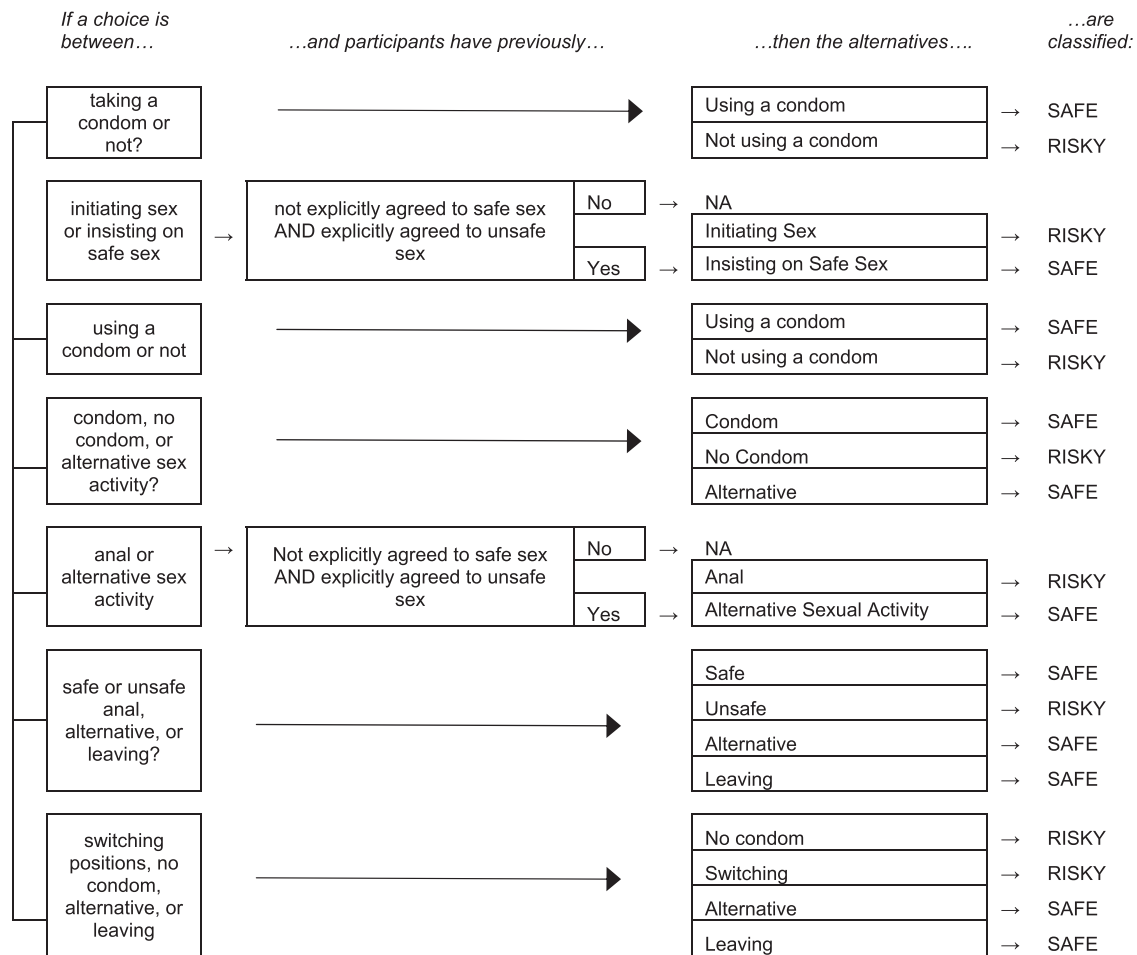 If a choice is
between…
…and participants have previously…
…then the alternatives….
…are
classified:
taking a
condom or
not?
Using a condom → SAFE
Not using a condom → RISKY
initiating sex
or insisting on
safe sex
→
not explicitly agreed to safe sex
AND explicitly agreed to unsafe
sex
No → NA
Initiating Sex → RISKY
Yes → Insisting on Safe Sex → SAFE
using a
condom or not
Using a condom → SAFE
Not using a condom → RISKY
condom, no
condom, or
alternative sex
activity?
Condom → SAFE
No Condom → RISKY
Alternative → SAFE
anal or
alternative sex
activity
→
Not explicitly agreed to safe sex
AND explicitly agreed to unsafe
sex
No → NA
Anal → RISKY
Yes → Alternative Sexual Activity → SAFE
safe or unsafe
anal,
alternative, or
leaving?
Safe → SAFE
Unsafe → RISKY
Alternative → SAFE
Leaving → SAFE
switching
positions, no
condom,
alternative, or
leaving
No condom → RISKY
Switching → RISKY
Alternative → SAFE
Leaving → SAFE